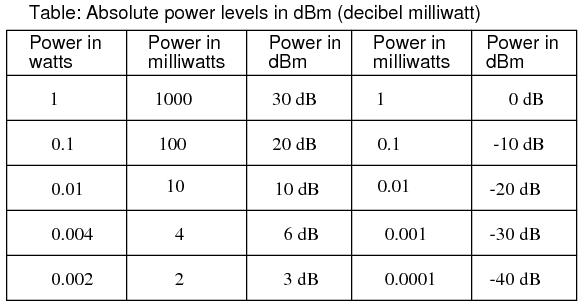 Table: Absolute power levels in dBm (decibel milliwatt)
Power in watts Power in milliwatts Power in dBm Power in milliwatts Power in dBm
1 1000 30 dB 1 0 dB
0.1 100 20 dB 0.1 -10 dB
0.01 10 10 dB 0.01 -20 dB
0.004 4 6 dB 0.001 -30 dB
0.002 2 3 dB 0.0001 -40 dB